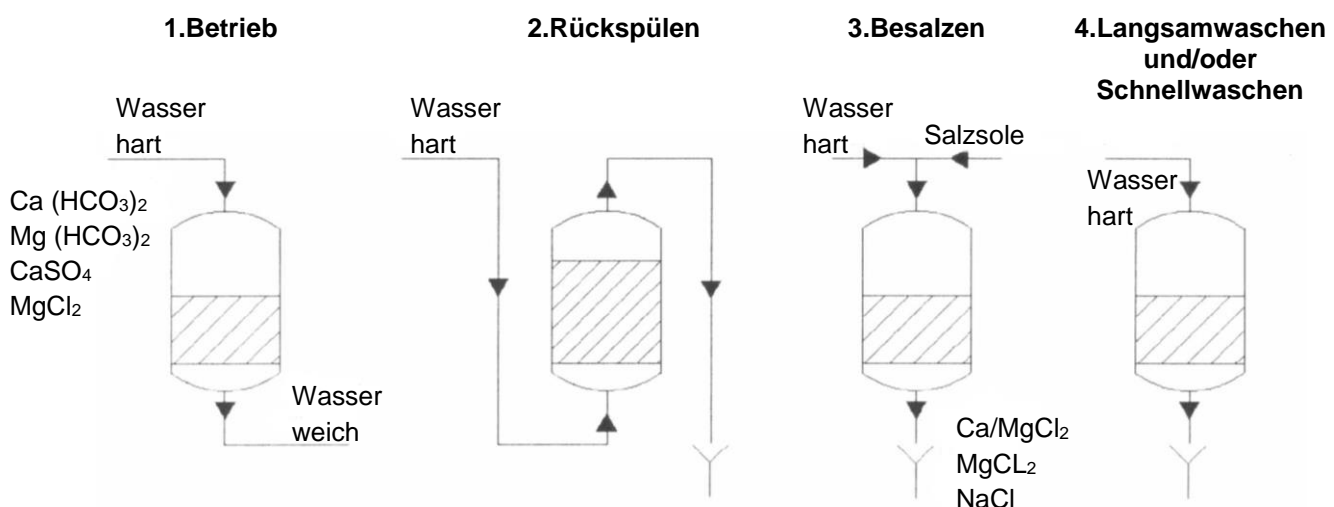 1.Betrieb
2.Rückspülen
3.Besalzen
4.Langsamwaschen
und/oder
Schnellwaschen
Wasser
hart
Ca (HCO₃)₂
Mg (HCO₃)₂
CaSO₄
MgCl₂
Wasser
weich
Wasser
hart
Wasser
hart
Salzsole
Ca/MgCl₂
MgCL₂
NaCl
Wasser
hart